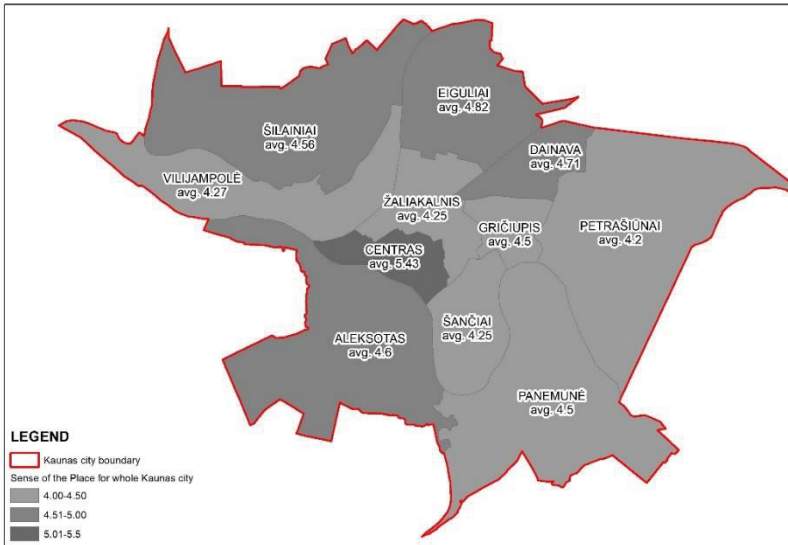 EIGULIAI
avg. 4.82
ŠILAINIAI
avg. 4.56
DAINAVA
avg. 4.71
VILIJAMPOLĖ
avg. 4.27
ŽALIAKALNIS
avg. 4.25
GRIČIUPIS
avg. 4.5
PETRAŠIŪNAI
avg. 4.2
CENTRAS
avg. 5.43
ŠANČIAI
avg. 4.25
ALEKSOTAS
avg. 4.6
PANEMUNĖ
avg. 4.5
LEGEND
Kaunas city boundary
Sense of the Place for whole Kaunas city
4.00-4.50
4.51-5.00
5.01-5.5